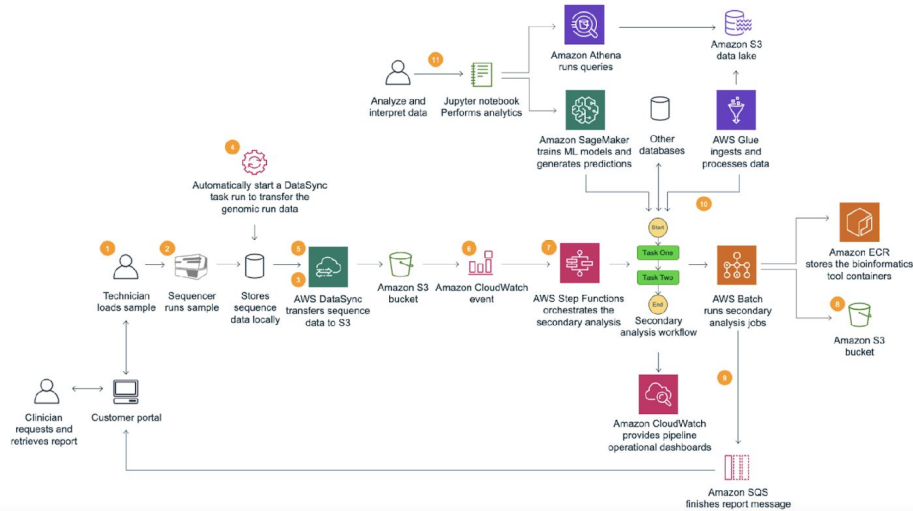 11
Analyze and
interpret data
Jupyter notebook
Performs analytics
Amazon Athena
runs queries
Amazon S3
data lake
Amazon SageMaker
trains ML models and
generates predictions
Other
databases
AWS Glue
ingests and
processes data
4
Automatically start a DataSync
task run to transfer the
genomic run data
10
1
Technician
loads sample
2
Sequencer
runs sample
Stores
sequence
data locally
5
3
AWS DataSync
transfers sequence
data to S3
Amazon S3
bucket
6
Amazon CloudWatch
event
7
AWS Step Functions
orchestrates the
secondary analysis
Start
Task One
Task Two
End
Secondary
analysis workflow
AWS Batch
runs secondary
analysis jobs
Amazon ECR
stores the bioinformatics
tool containers
8
Amazon S3
bucket
9
Clinician
requests and
retrieves report
Customer portal
Amazon CloudWatch
provides pipeline
operational dashboards
Amazon SQS
finishes report message